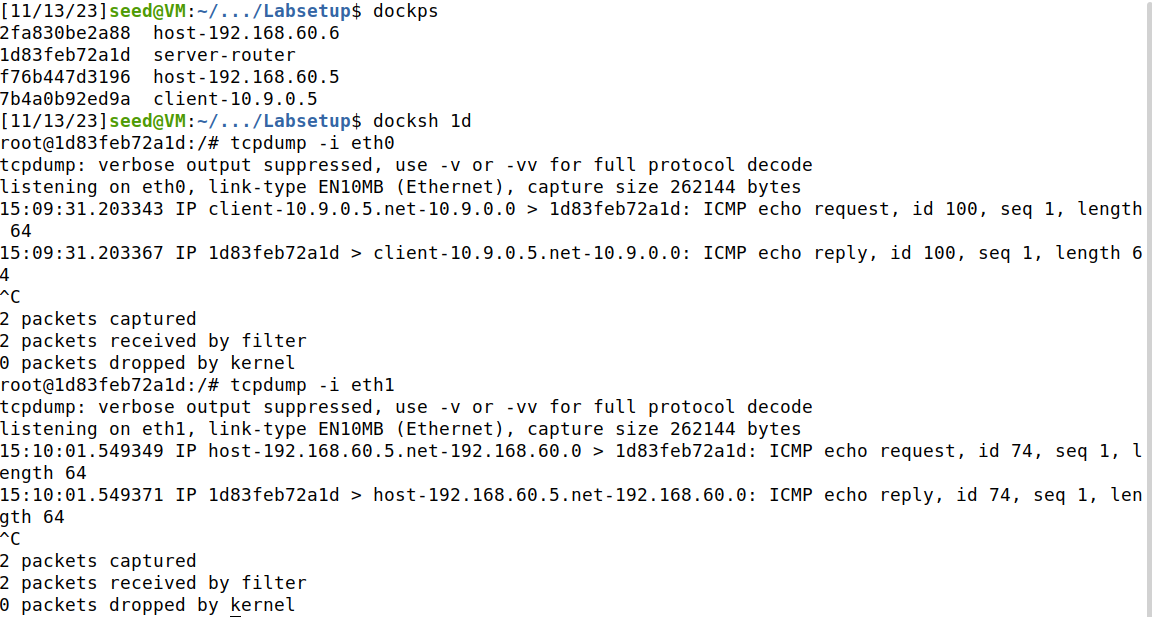 [11/13/23]seed@VM:~/.../Labsetup$ dockps
2fa830be2a88  host-192.168.60.6
1d83feb72a1d  server-router
f76b447d3196  host-192.168.60.5
7b4a0b92ed9a  client-10.9.0.5
[11/13/23]seed@VM:~/.../Labsetup$ docksh 1d
root@1d83feb72a1d:/# tcpdump -i eth0
tcpdump: verbose output suppressed, use -v or -vv for full protocol decode
listening on eth0, link-type EN10MB (Ethernet), capture size 262144 bytes
15:09:31.203343 IP client-10.9.0.5.net-10.9.0.0 > 1d83feb72a1d: ICMP echo request, id 100, seq 1, length
 64
15:09:31.203367 IP 1d83feb72a1d > client-10.9.0.5.net-10.9.0.0: ICMP echo reply, id 100, seq 1, length 6
4
^C
2 packets captured
2 packets received by filter
0 packets dropped by kernel
root@1d83feb72a1d:/# tcpdump -i eth1
tcpdump: verbose output suppressed, use -v or -vv for full protocol decode
listening on eth1, link-type EN10MB (Ethernet), capture size 262144 bytes
15:10:01.549349 IP host-192.168.60.5.net-192.168.60.0 > 1d83feb72a1d: ICMP echo request, id 74, seq 1, l
ength 64
15:10:01.549371 IP 1d83feb72a1d > host-192.168.60.5.net-192.168.60.0: ICMP echo reply, id 74, seq 1, len
gth 64
^C
2 packets captured
2 packets received by filter
0 packets dropped by kernel